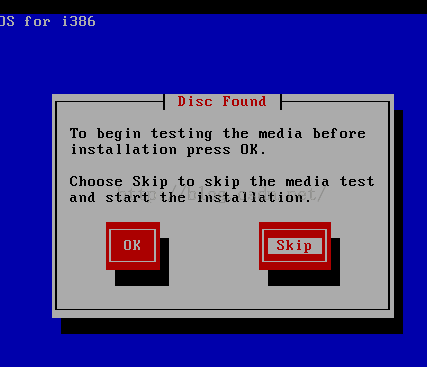 OS for i386
Disc Found
To begin testing the media before
installation press OK.
Choose Skip to skip the media test
and start the installation.
OK
Skip